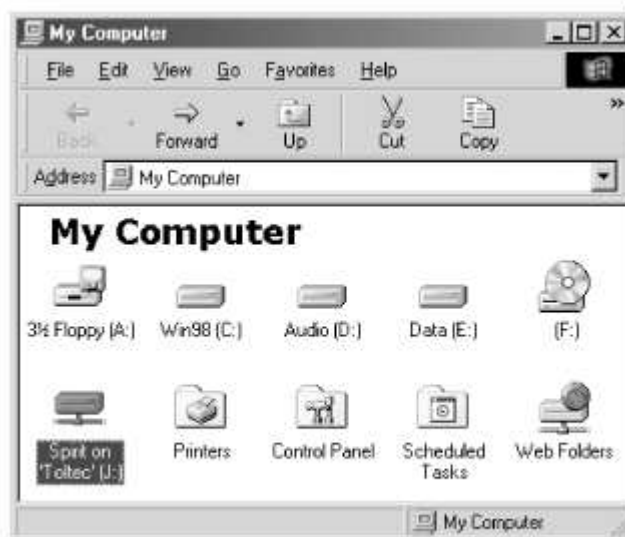 My Computer
File Edit View Go Favorites Help
»
Back Forward Up Cut Copy
Address My Computer
My Computer
3½ Floppy (A:) Win98 (C:) Audio (D:) Data (E:) (F:)
Spirit on Printers Control Panel Scheduled Web Folders
'Toltec' (J:) Tasks
My Computer